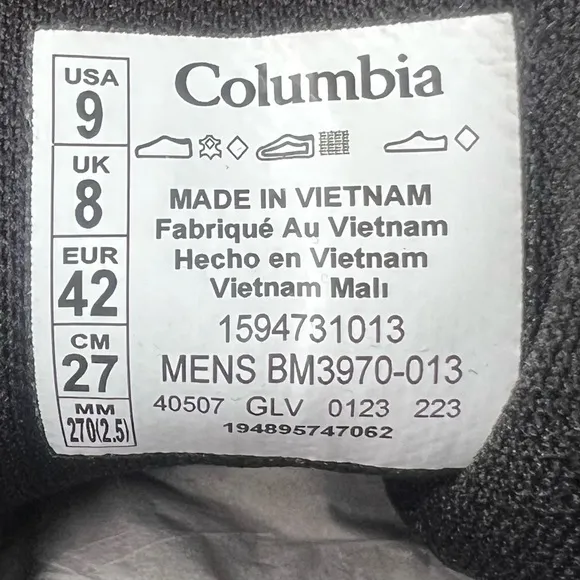 USA
9
UK
8
EUR
42
CM
27
MM
270(2.5)
Columbia
MADE IN VIETNAM
Fabriqué Au Vietnam
Hecho en Vietnam
Vietnam Malı
1594731013
MENS BM3970-013
40507 GLV 0123 223
194895747062